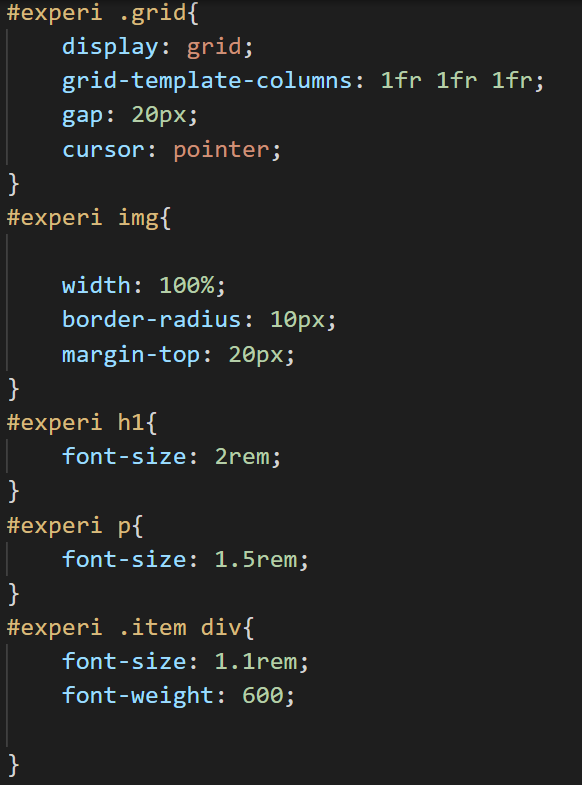 #experi .grid{
display: grid;
grid-template-columns: 1fr 1fr 1fr;
gap: 20px;
cursor: pointer;
}
#experi img{
width: 100%;
border-radius: 10px;
margin-top: 20px;
}
#experi h1{
font-size: 2rem;
}
#experi p{
font-size: 1.5rem;
}
#experi .item div{
font-size: 1.1rem;
font-weight: 600;
}